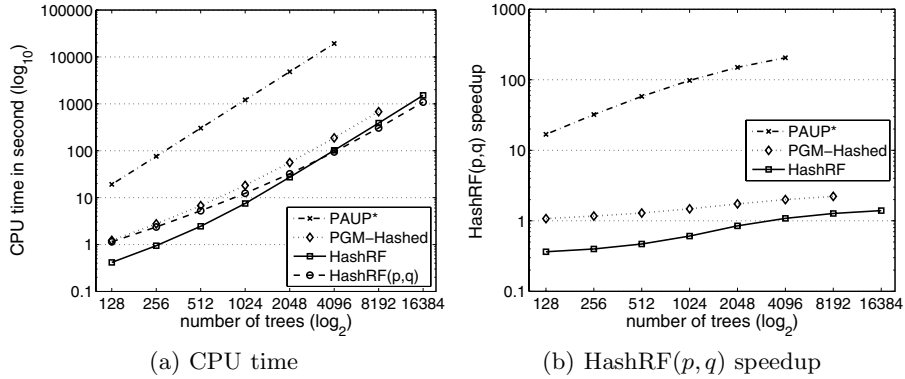 100000
10000
1000
100
10
1
0.1
CPU time in second (log10)
128 256 512 1024 2048 4096 8192 16384
number of trees (log2)
PAUP*
PGM−Hashed
HashRF
HashRF(p,q)
(a) CPU time
1000
100
10
1
0.1
HashRF(p,q) speedup
128 256 512 1024 2048 4096 8192 16384
number of trees (log2)
PAUP*
PGM−Hashed
HashRF
(b) HashRF(p, q) speedup